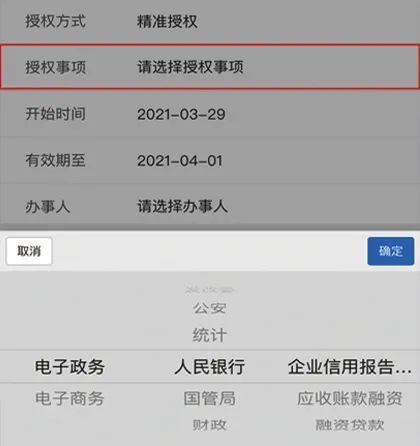 授权方式 精准授权
授权事项 请选择授权事项
开始时间 2021-03-29
有效期至 2021-04-01
办事人 请选择办事人
取消 确定
发改委
公安
统计
电子政务 人民银行 企业信用报告...
电子商务 国管局 应收账款融资
财政 融资贷款